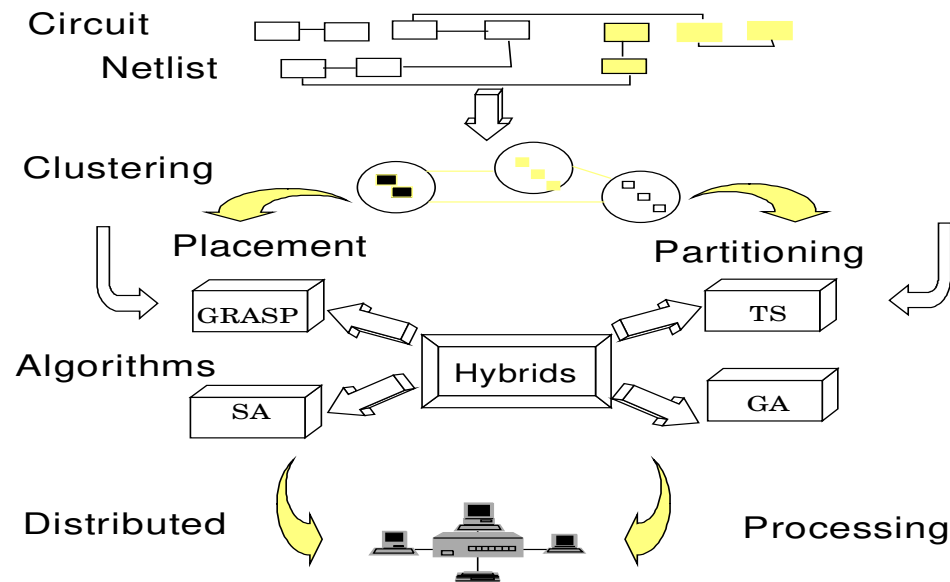 Circuit
Netlist
Clustering
Placement
Partitioning
GRASP
TS
Algorithms
Hybrids
SA
GA
Distributed
Processing